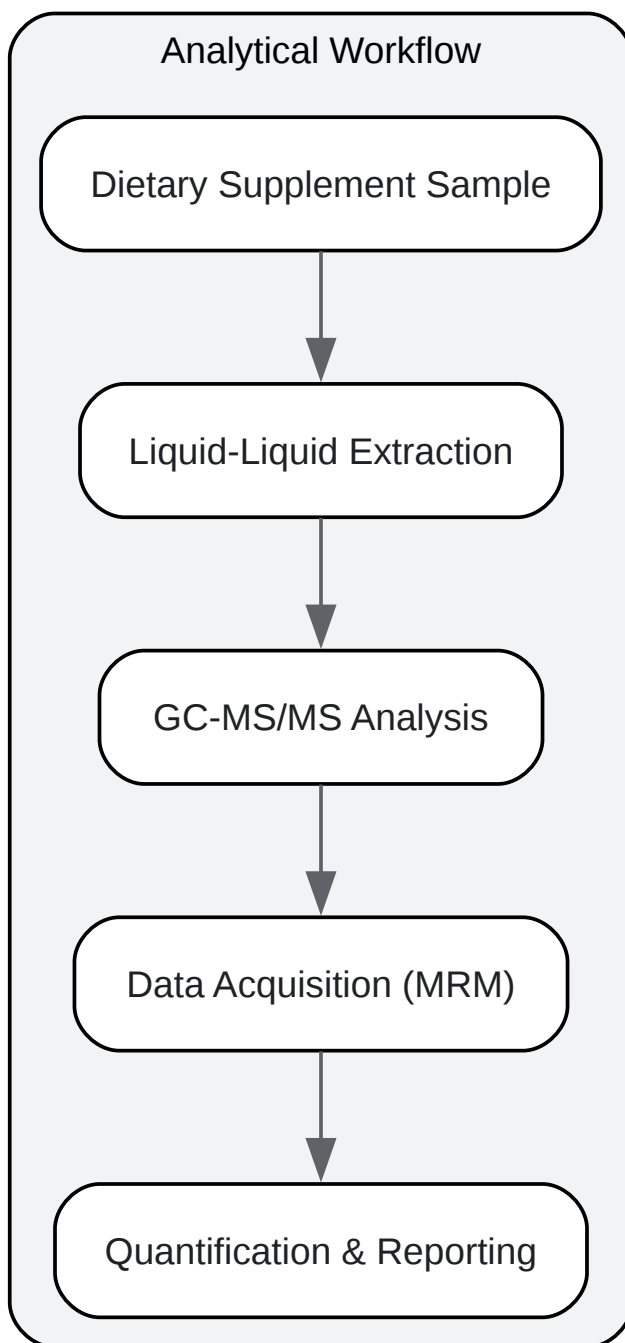 Analytical Workflow
Dietary Supplement Sample
Liquid-Liquid Extraction
GC-MS/MS Analysis
Data Acquisition (MRM)
Quantification & Reporting